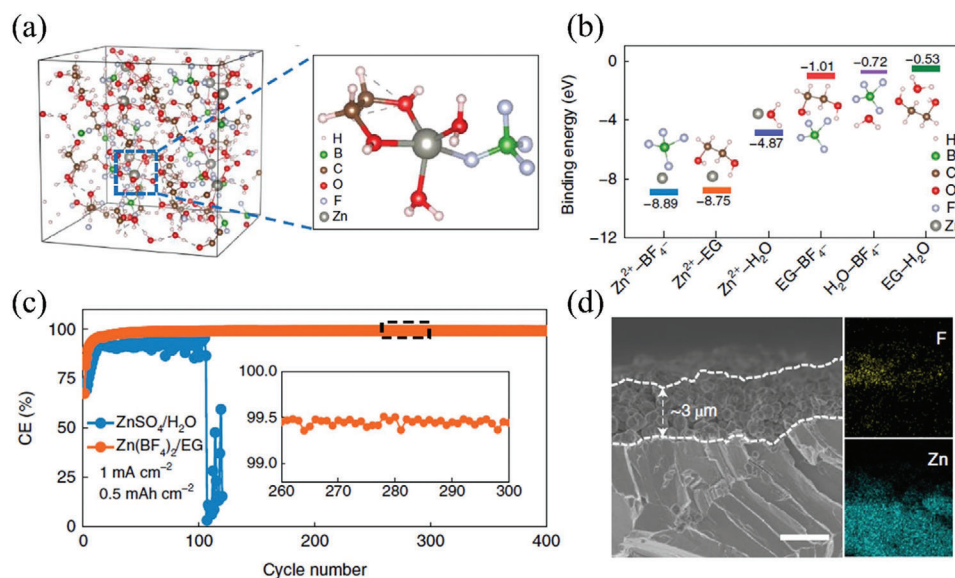 (a)
H
B
C
O
F
Zn
(b)
Binding energy (eV)
0
−4
−8
−12
−8.89
−8.75
−4.87
−1.01
−0.72
−0.53
H
B
C
O
F
Zn²⁺–BF₄⁻
Zn²⁺–EG
Zn²⁺–H₂O
EG–BF₄⁻
H₂O–BF₄⁻
EG–H₂O
(c)
CE (%)
100
75
50
25
0
ZnSO₄/H₂O
Zn(BF₄)₂/EG
1 mA cm⁻²
0.5 mAh cm⁻²
100.0
99.5
99.0
260
270
280
290
300
0
100
200
300
400
Cycle number
(d)
~3 μm
F
Zn